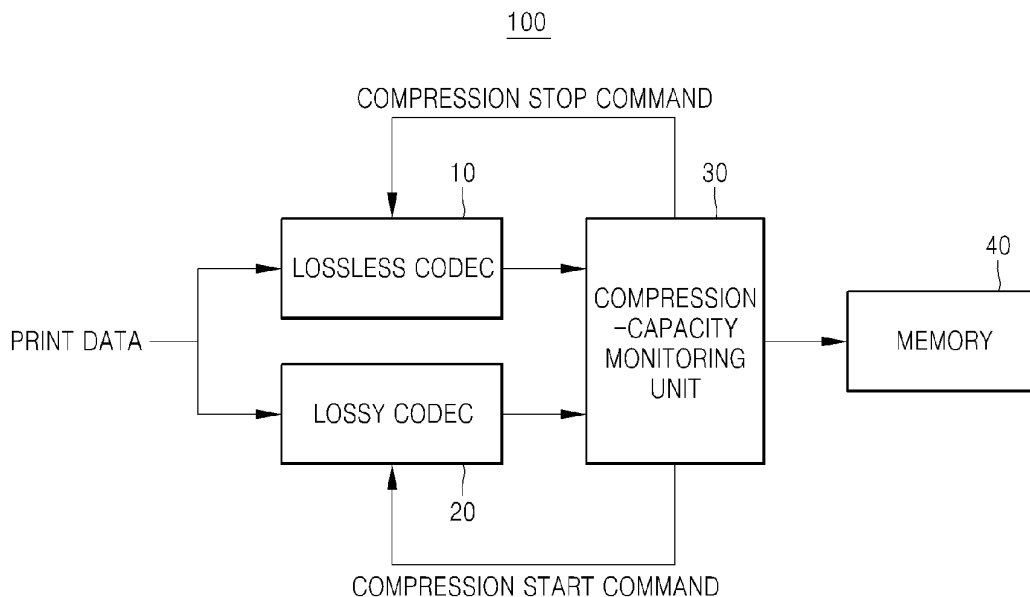 100
COMPRESSION STOP COMMAND
10
30
LOSSLESS CODEC
40
COMPRESSION
-CAPACITY
MONITORING
UNIT
PRINT DATA
MEMORY
LOSSY CODEC
20
COMPRESSION START COMMAND